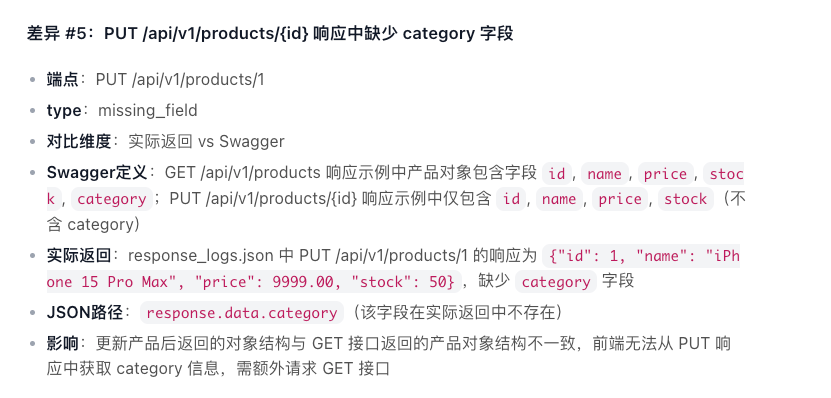 差异 #5：PUT /api/v1/products/{id} 响应中缺少 category 字段
端点：PUT /api/v1/products/1
type：missing_field
对比维度：实际返回 vs Swagger
Swagger定义：GET /api/v1/products 响应示例中产品对象包含字段 id, name, price, stoc
k, category；PUT /api/v1/products/{id} 响应示例中仅包含 id, name, price, stock（不
含 category）
实际返回：response_logs.json 中 PUT /api/v1/products/1 的响应为 {"id": 1, "name": "iPh
one 15 Pro Max", "price": 9999.00, "stock": 50}，缺少 category 字段
JSON路径：response.data.category（该字段在实际返回中不存在）
影响：更新产品后返回的对象结构与 GET 接口返回的产品对象结构不一致，前端无法从 PUT 响
应中获取 category 信息，需额外请求 GET 接口